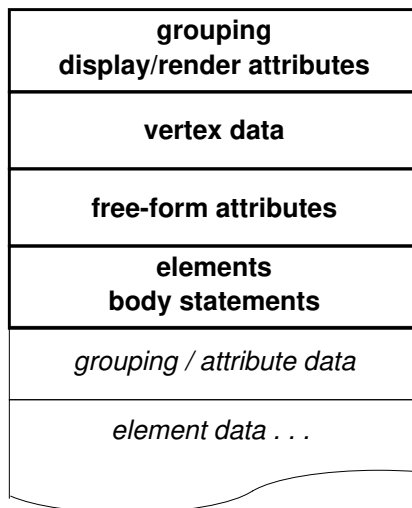 grouping
display/render attributes
vertex data
free-form attributes
elements
body statements
grouping / attribute data
element data . . .